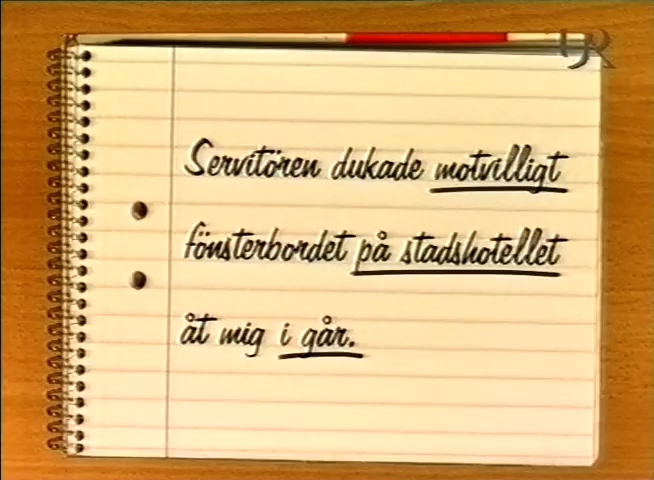 UR
Servitören dukade motvilligt
fönsterbordet på stadshotellet
åt mig i går.